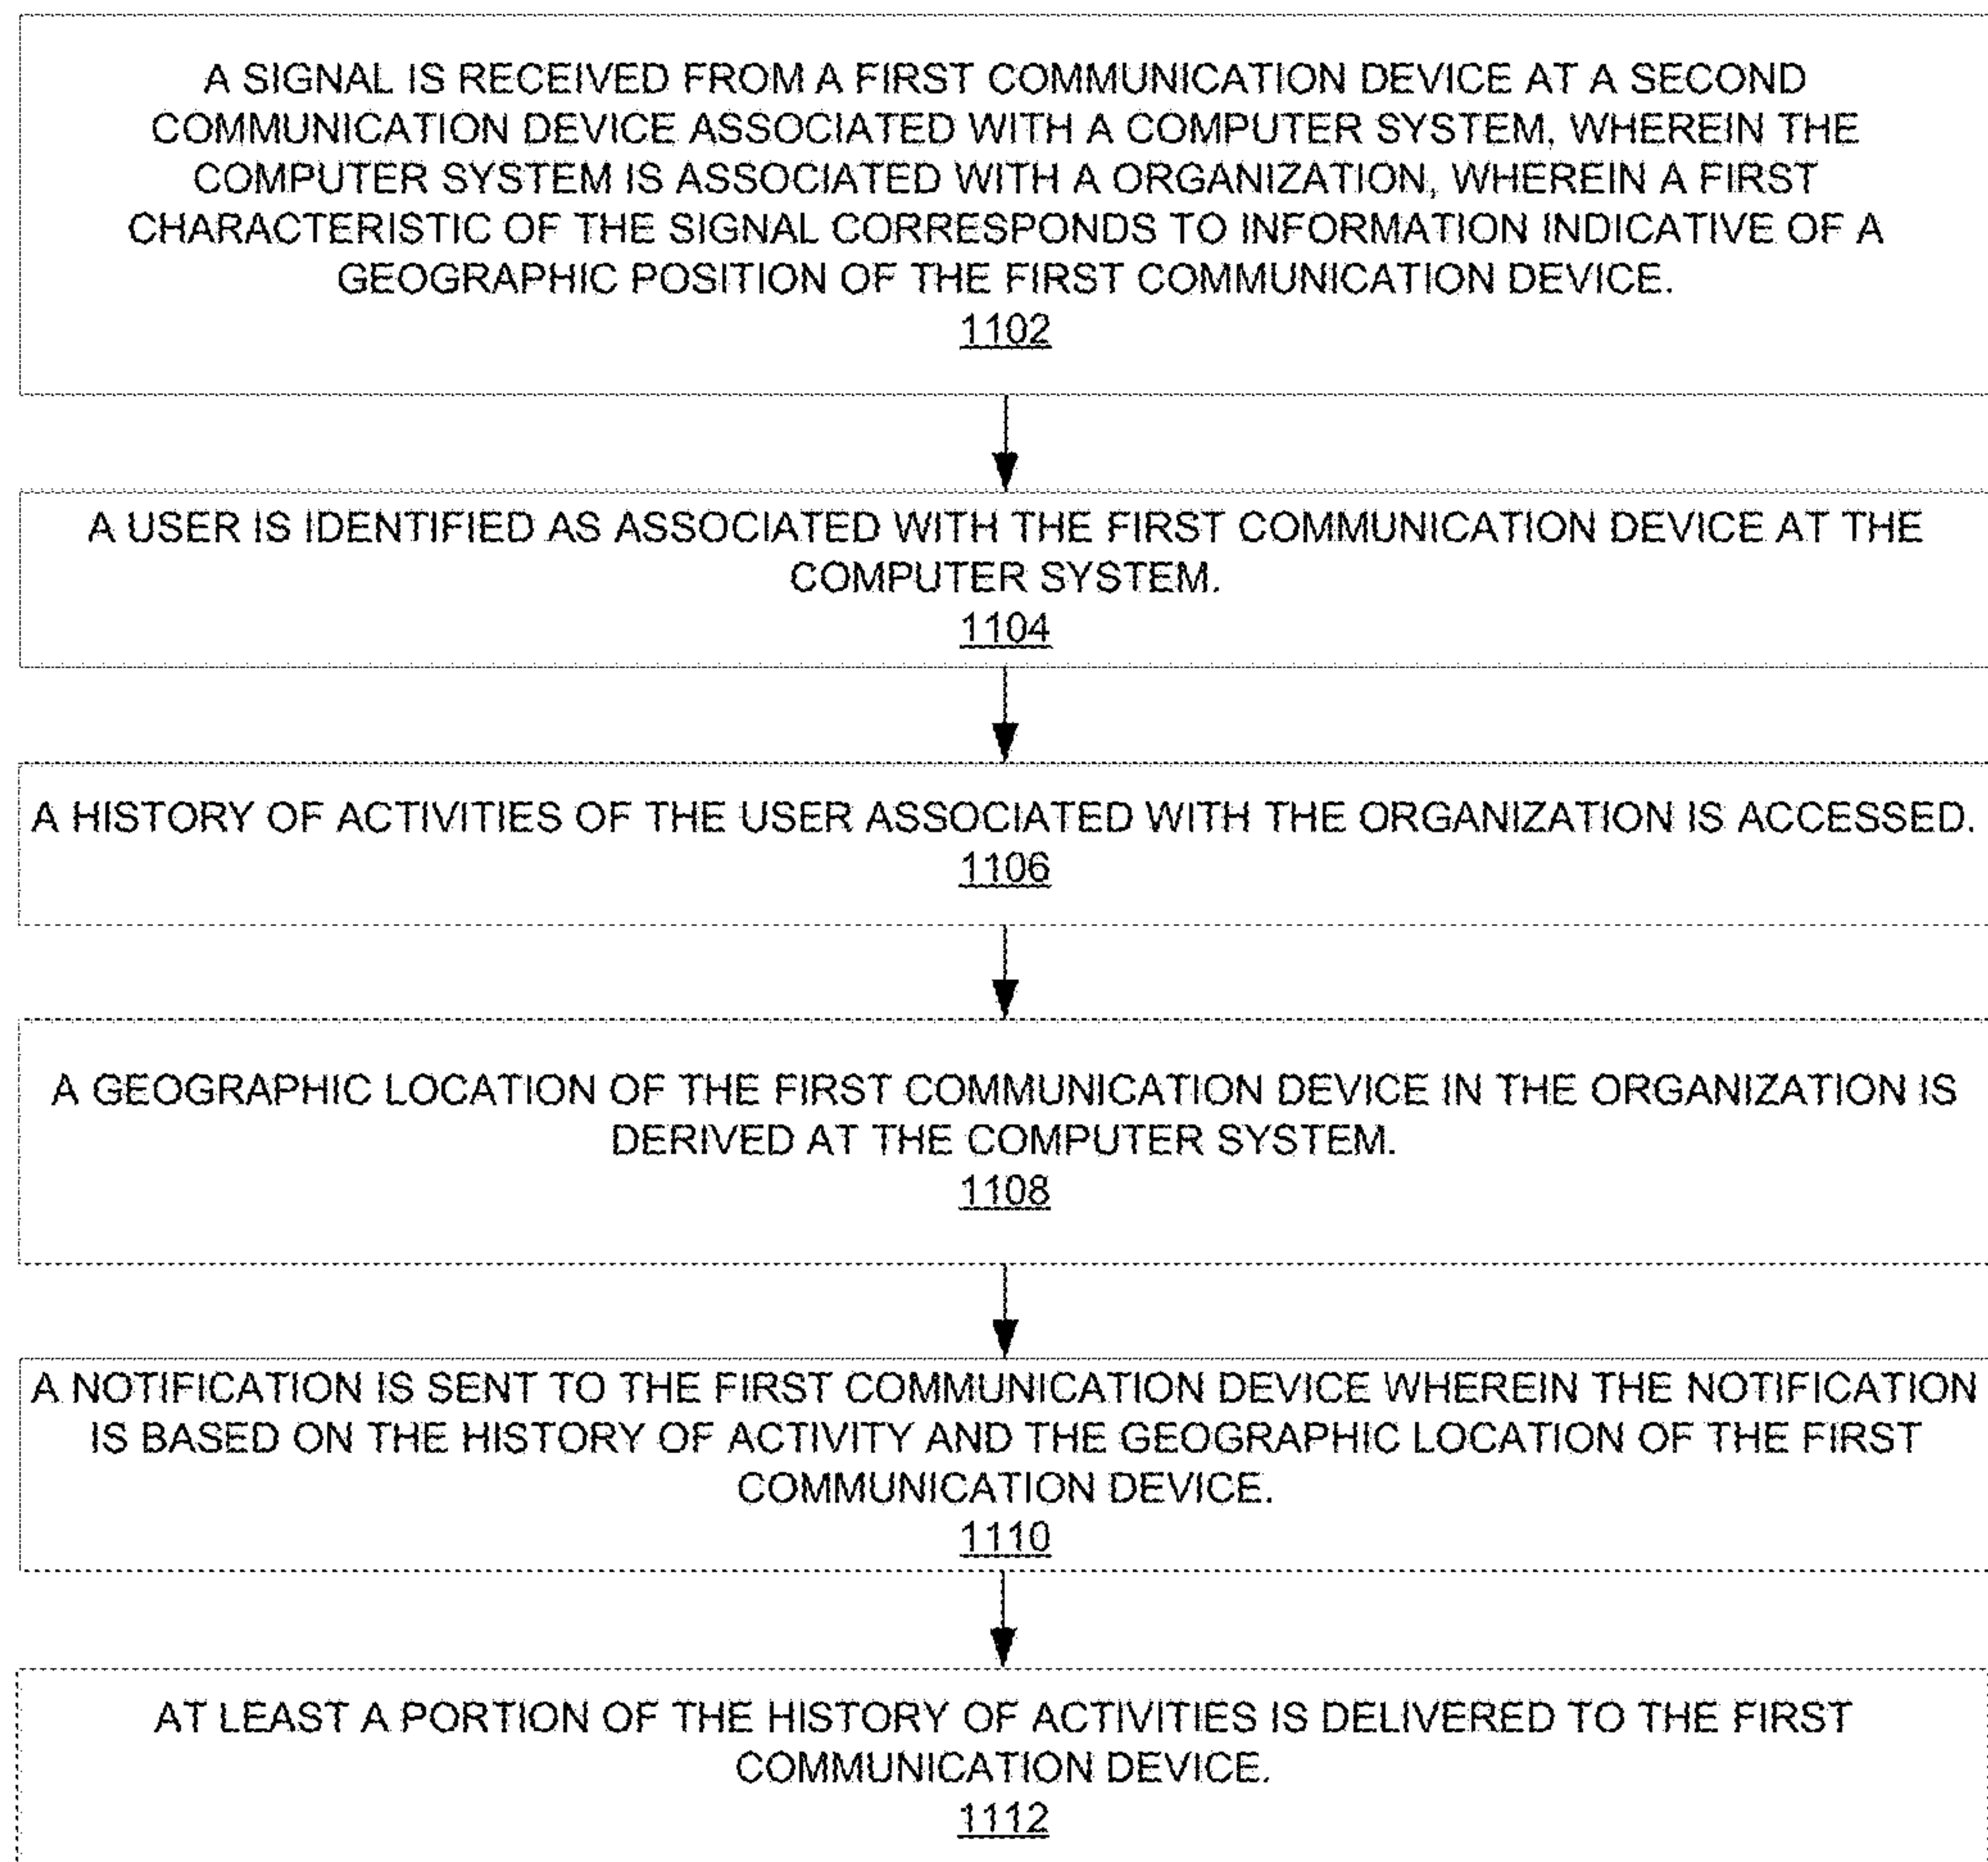 A SIGNAL IS RECEIVED FROM A FIRST COMMUNICATION DEVICE AT A SECOND
COMMUNICATION DEVICE ASSOCIATED WITH A COMPUTER SYSTEM, WHEREIN THE
COMPUTER SYSTEM IS ASSOCIATED WITH A ORGANIZATION, WHEREIN A FIRST
CHARACTERISTIC OF THE SIGNAL CORRESPONDS TO INFORMATION INDICATIVE OF A
GEOGRAPHIC POSITION OF THE FIRST COMMUNICATION DEVICE.
1102
A USER IS IDENTIFIED AS ASSOCIATED WITH THE FIRST COMMUNICATION DEVICE AT THE
COMPUTER SYSTEM.
1104
A HISTORY OF ACTIVITIES OF THE USER ASSOCIATED WITH THE ORGANIZATION IS ACCESSED.
1106
A GEOGRAPHIC LOCATION OF THE FIRST COMMUNICATION DEVICE IN THE ORGANIZATION IS
DERIVED AT THE COMPUTER SYSTEM.
1108
A NOTIFICATION IS SENT TO THE FIRST COMMUNICATION DEVICE WHEREIN THE NOTIFICATION
IS BASED ON THE HISTORY OF ACTIVITY AND THE GEOGRAPHIC LOCATION OF THE FIRST
COMMUNICATION DEVICE.
1110
AT LEAST A PORTION OF THE HISTORY OF ACTIVITIES IS DELIVERED TO THE FIRST
COMMUNICATION DEVICE.
1112